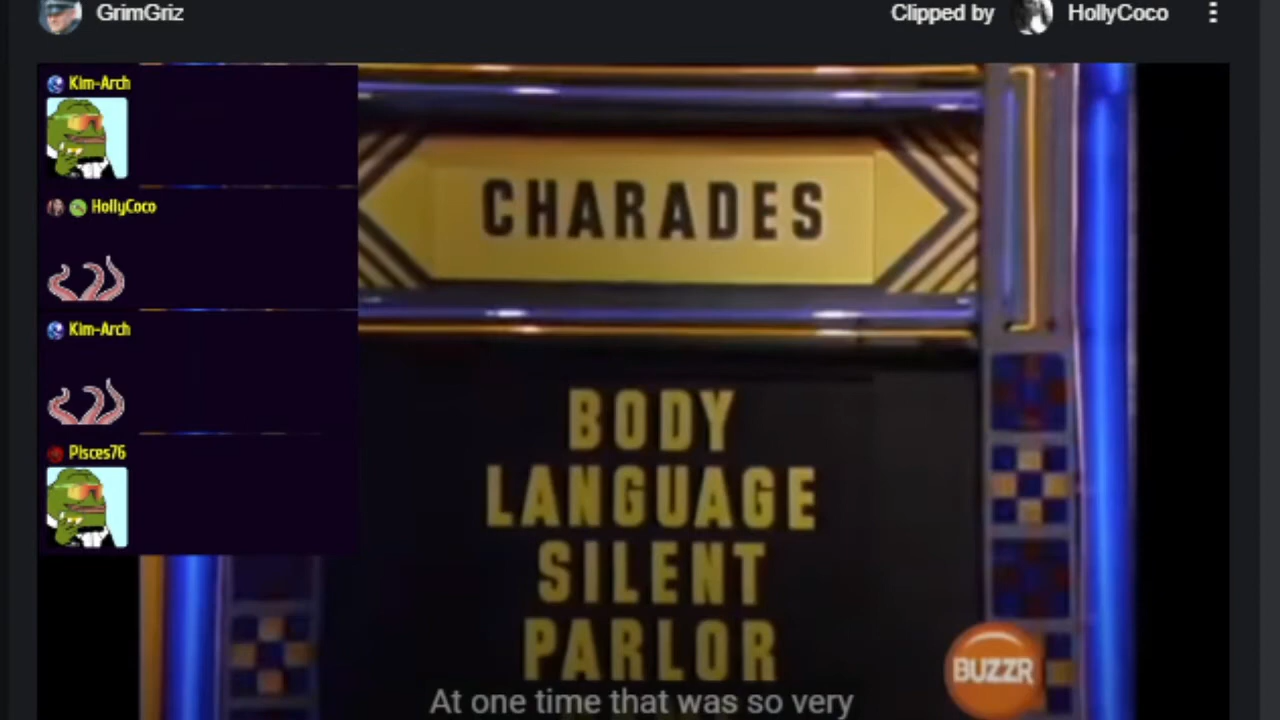 GrimGriz
Clipped by HollyCoco
Kim-Arch
HollyCoco
Kim-Arch
Pisces76
CHARADES
BODY
LANGUAGE
SILENT
PARLOR
BUZZR
At one time that was so very